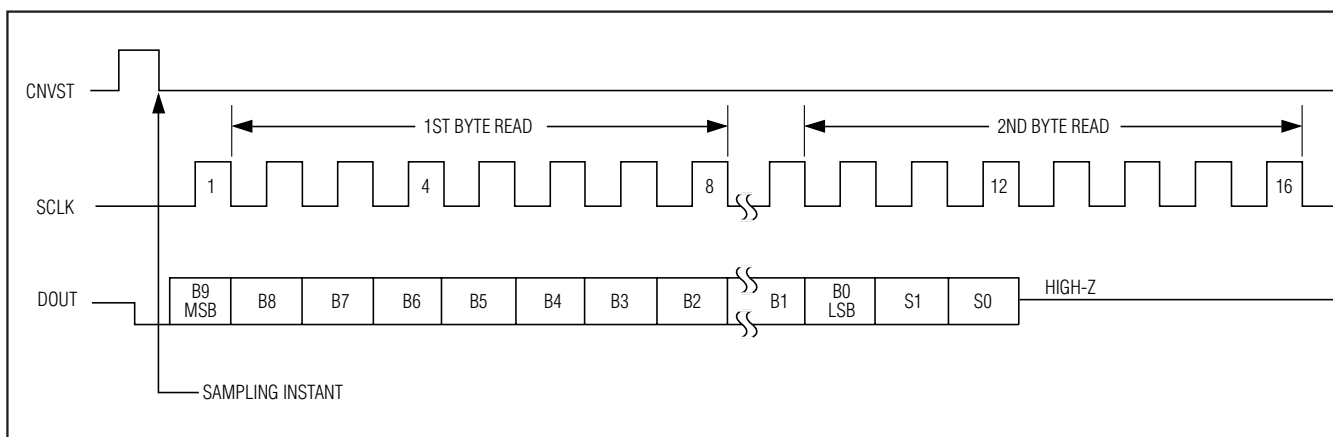 CNVST
1ST BYTE READ
2ND BYTE READ
1
4
8
12
16
SCLK
DOUT
B9
MSB
B8
B7
B6
B5
B4
B3
B2
B1
B0
LSB
S1
S0
HIGH-Z
SAMPLING INSTANT